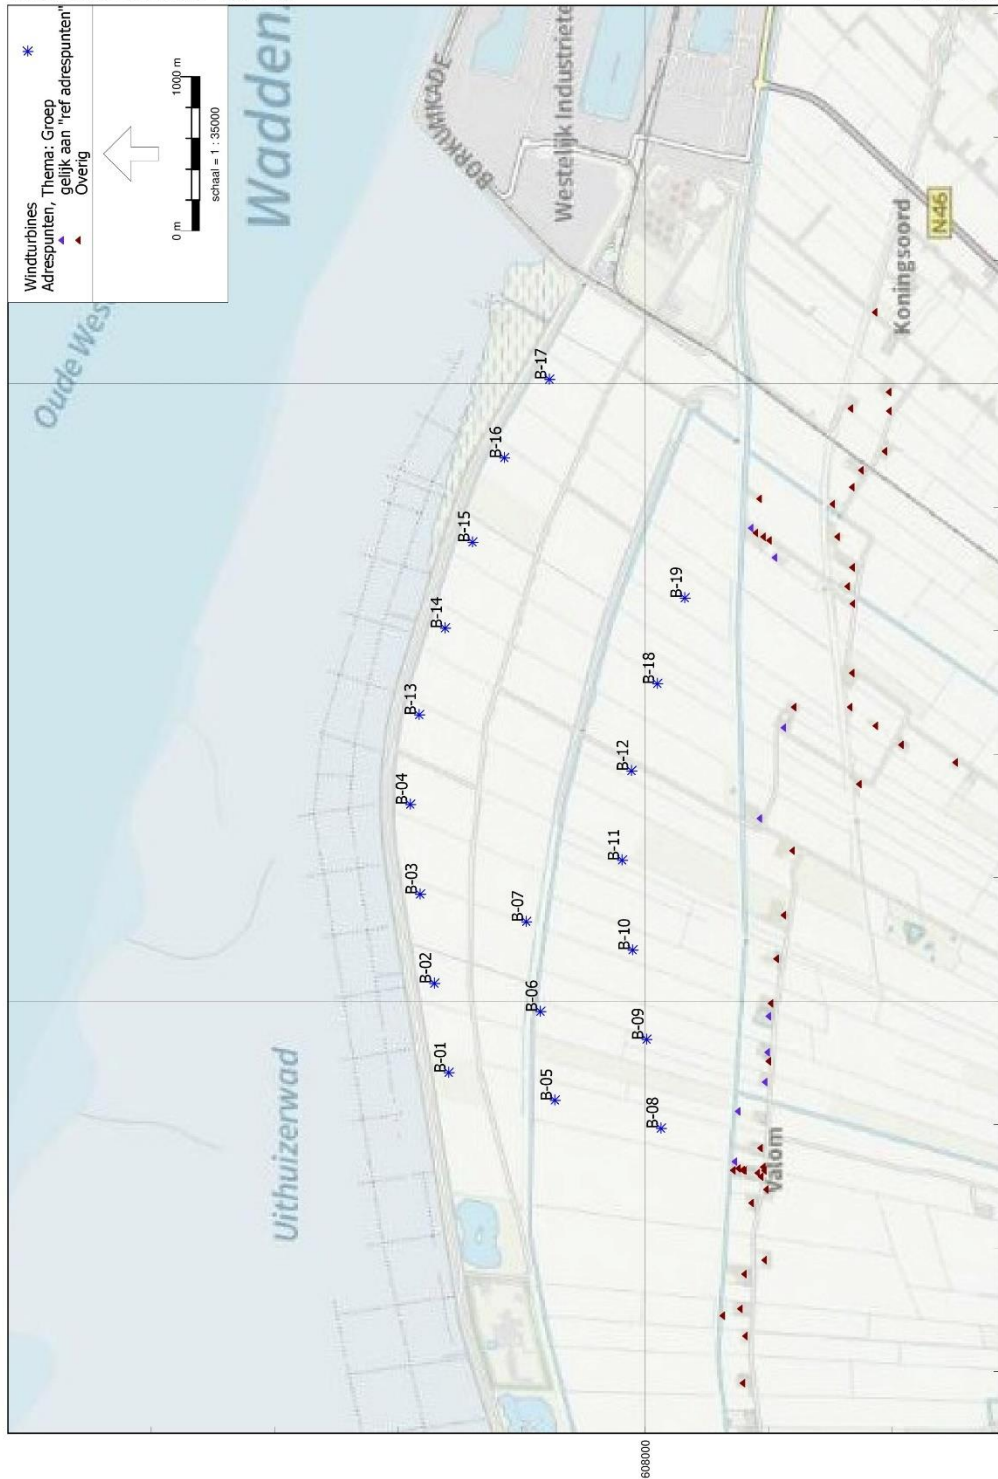 Windturbines
Adrespunten, Thema: Groep
gelijk aan "ref adrespunten"
Overig
0 m
1000 m
schaal = 1 : 35000
Wadden
Oude Wes
BORKUMKADE
Westelijk Industriete
Uithuizerwad
B-01
B-02
B-03
B-04
B-13
B-14
B-15
B-16
B-17
B-05
B-06
B-07
B-08
B-09
B-10
B-11
B-12
B-18
B-19
Valom
Koningsoord
N46
608000